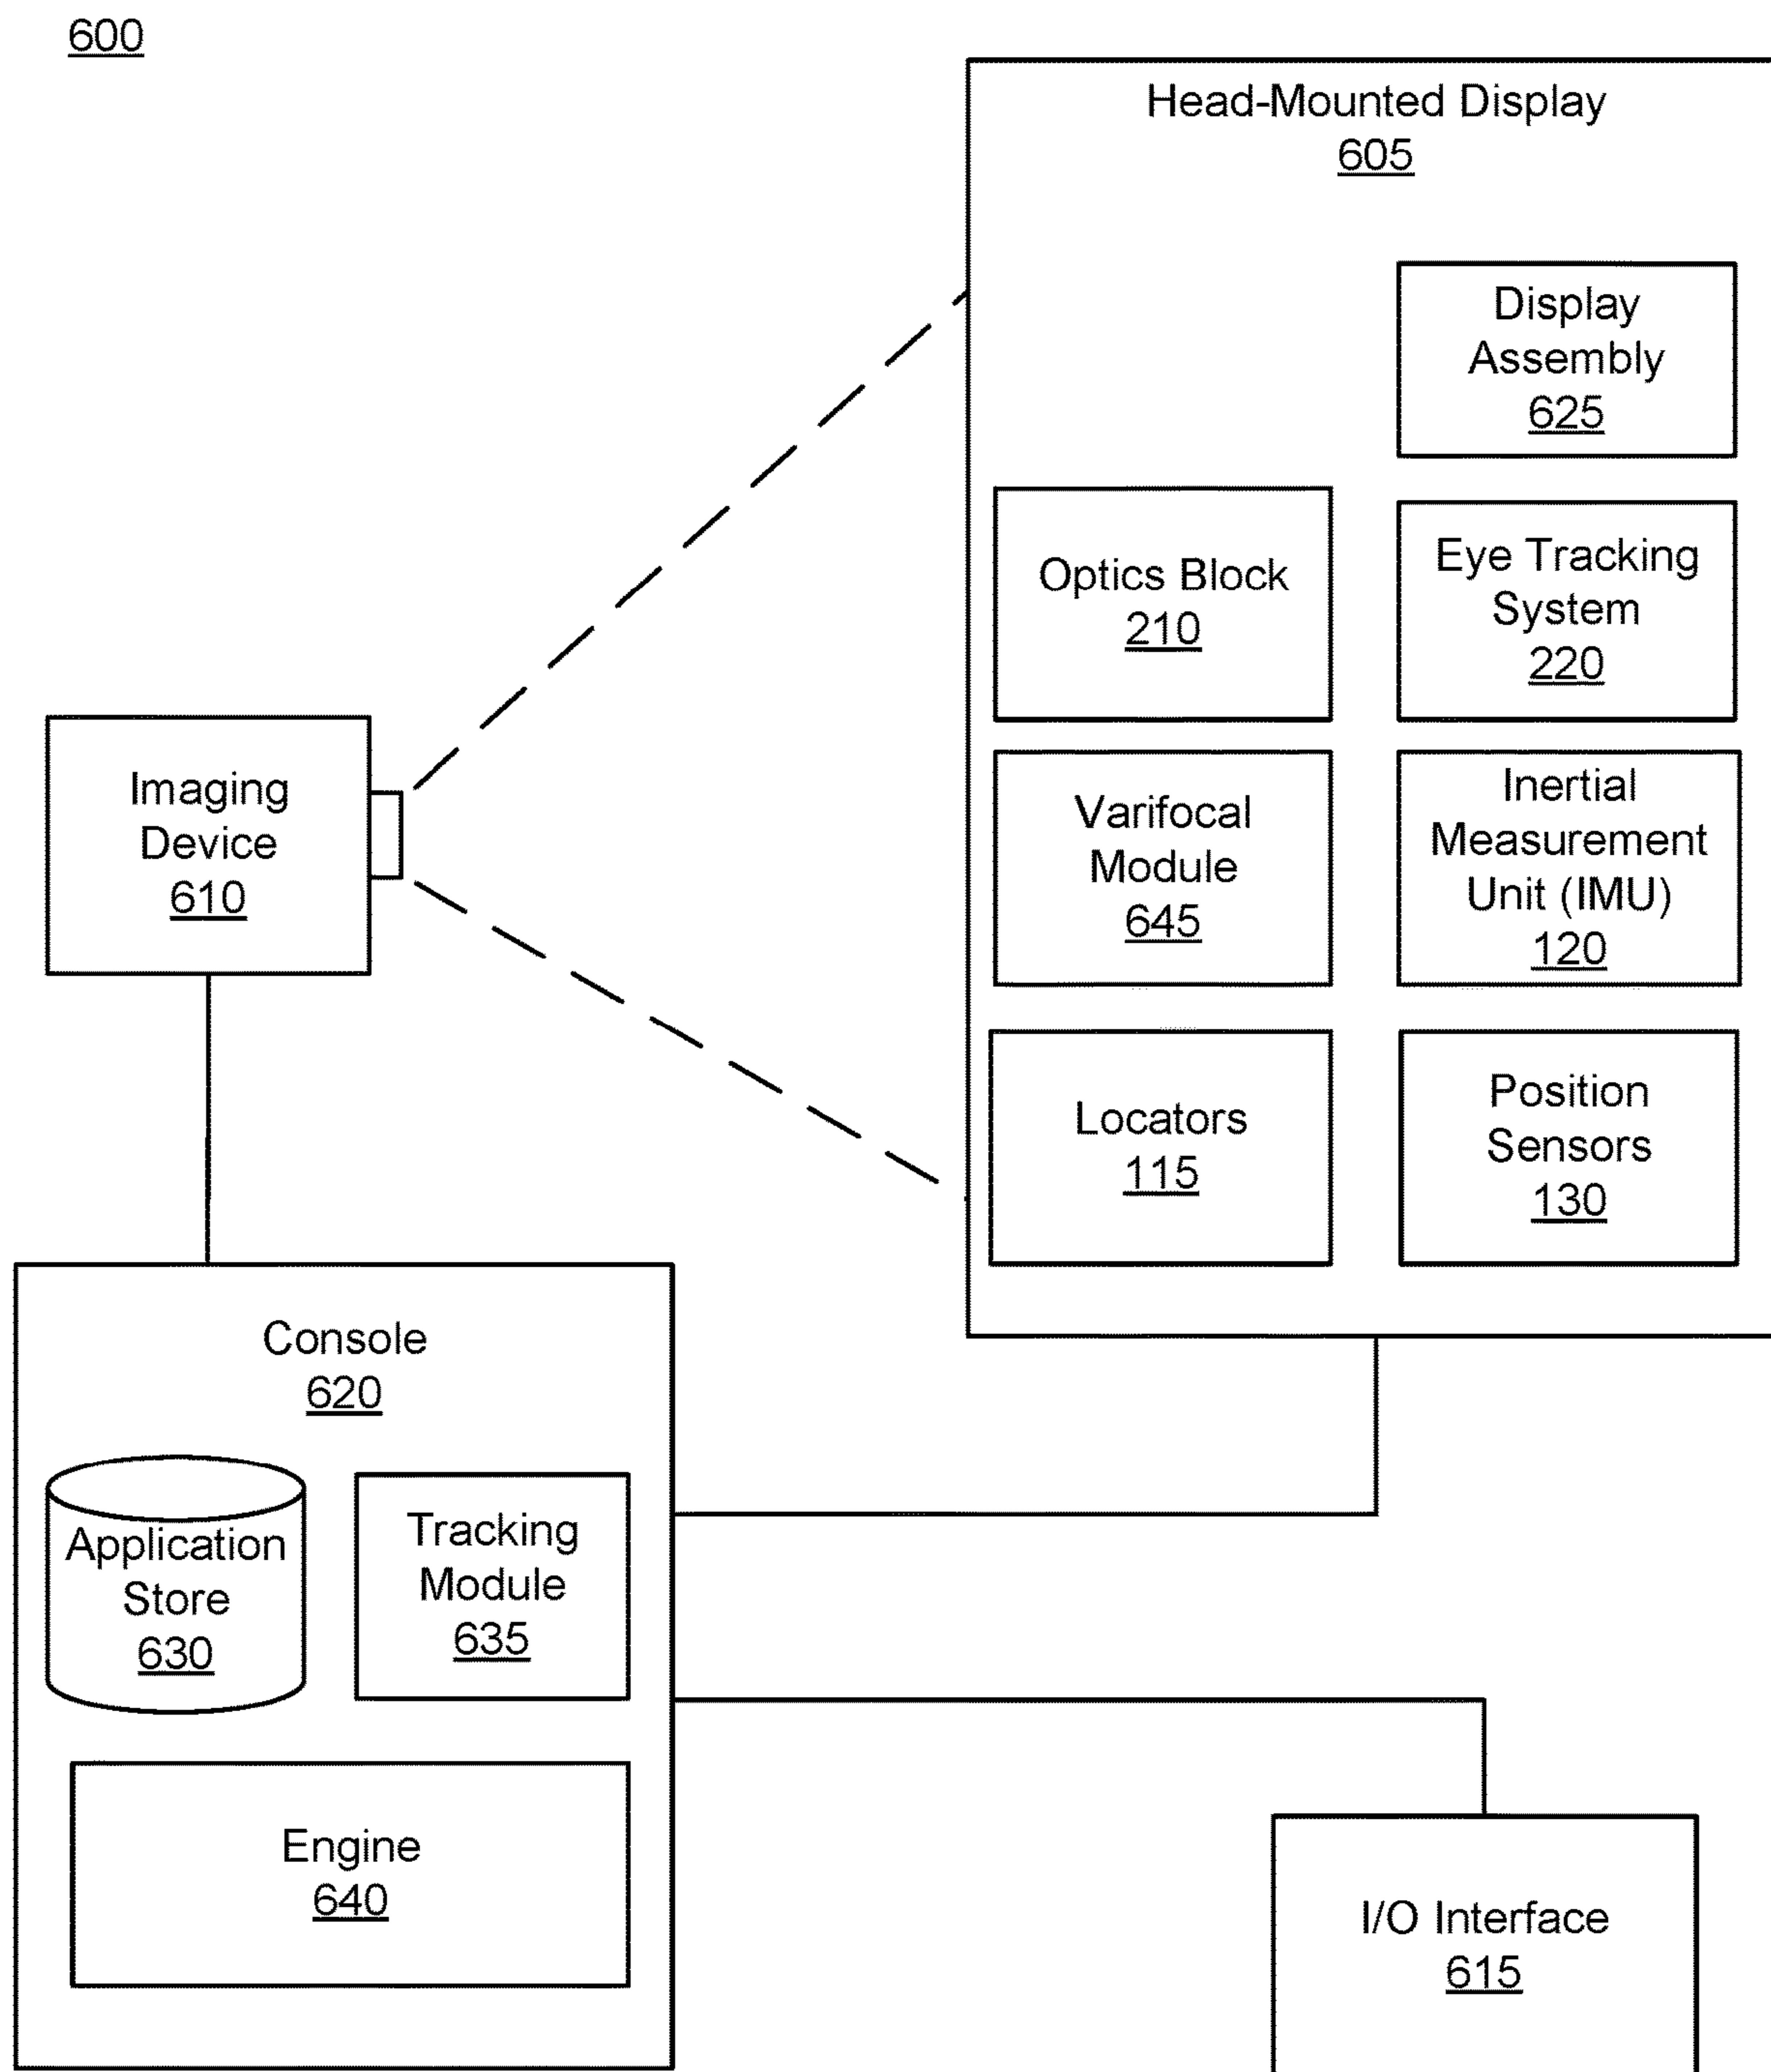 600
Head-Mounted Display
605
Display
Assembly
625
Optics Block
210
Eye Tracking
System
220
Imaging
Device
610
Varifocal
Module
645
Inertial
Measurement
Unit (IMU)
120
Locators
115
Position
Sensors
130
Console
620
Application
Store
630
Tracking
Module
635
Engine
640
I/O Interface
615